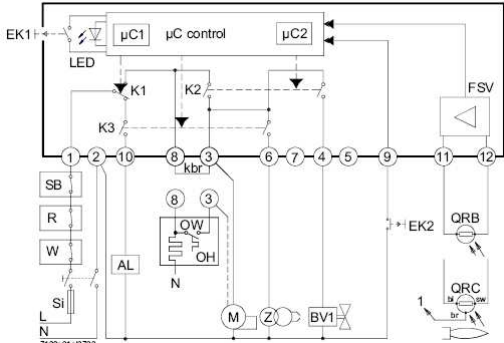 EK1
LED
µC1
µC control
µC2
K1
K2
FSV
K3
1
2
10
8
3
6
7
4
5
9
11
12
kbr
SB
R
W
Si
L
N
AL
8
3
OW
OH
N
M
Z
BV1
EK2
QRB
QRC
1
bl
sw
br